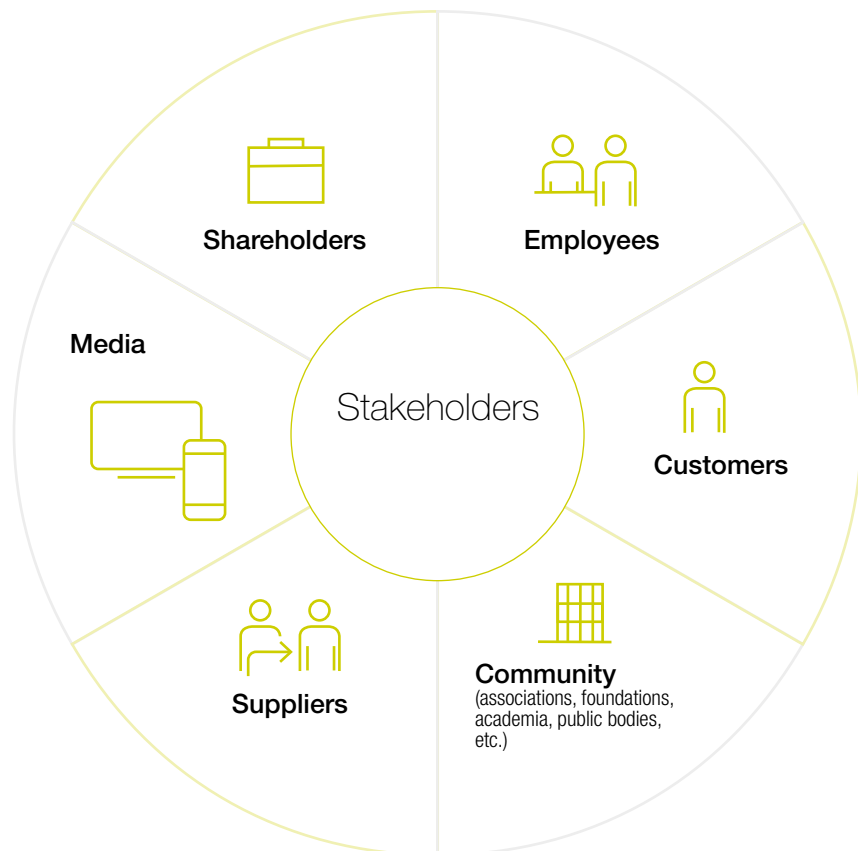 Shareholders
Employees
Media
Stakeholders
Customers
Suppliers
Community
(associations, foundations,
academia, public bodies,
etc.)